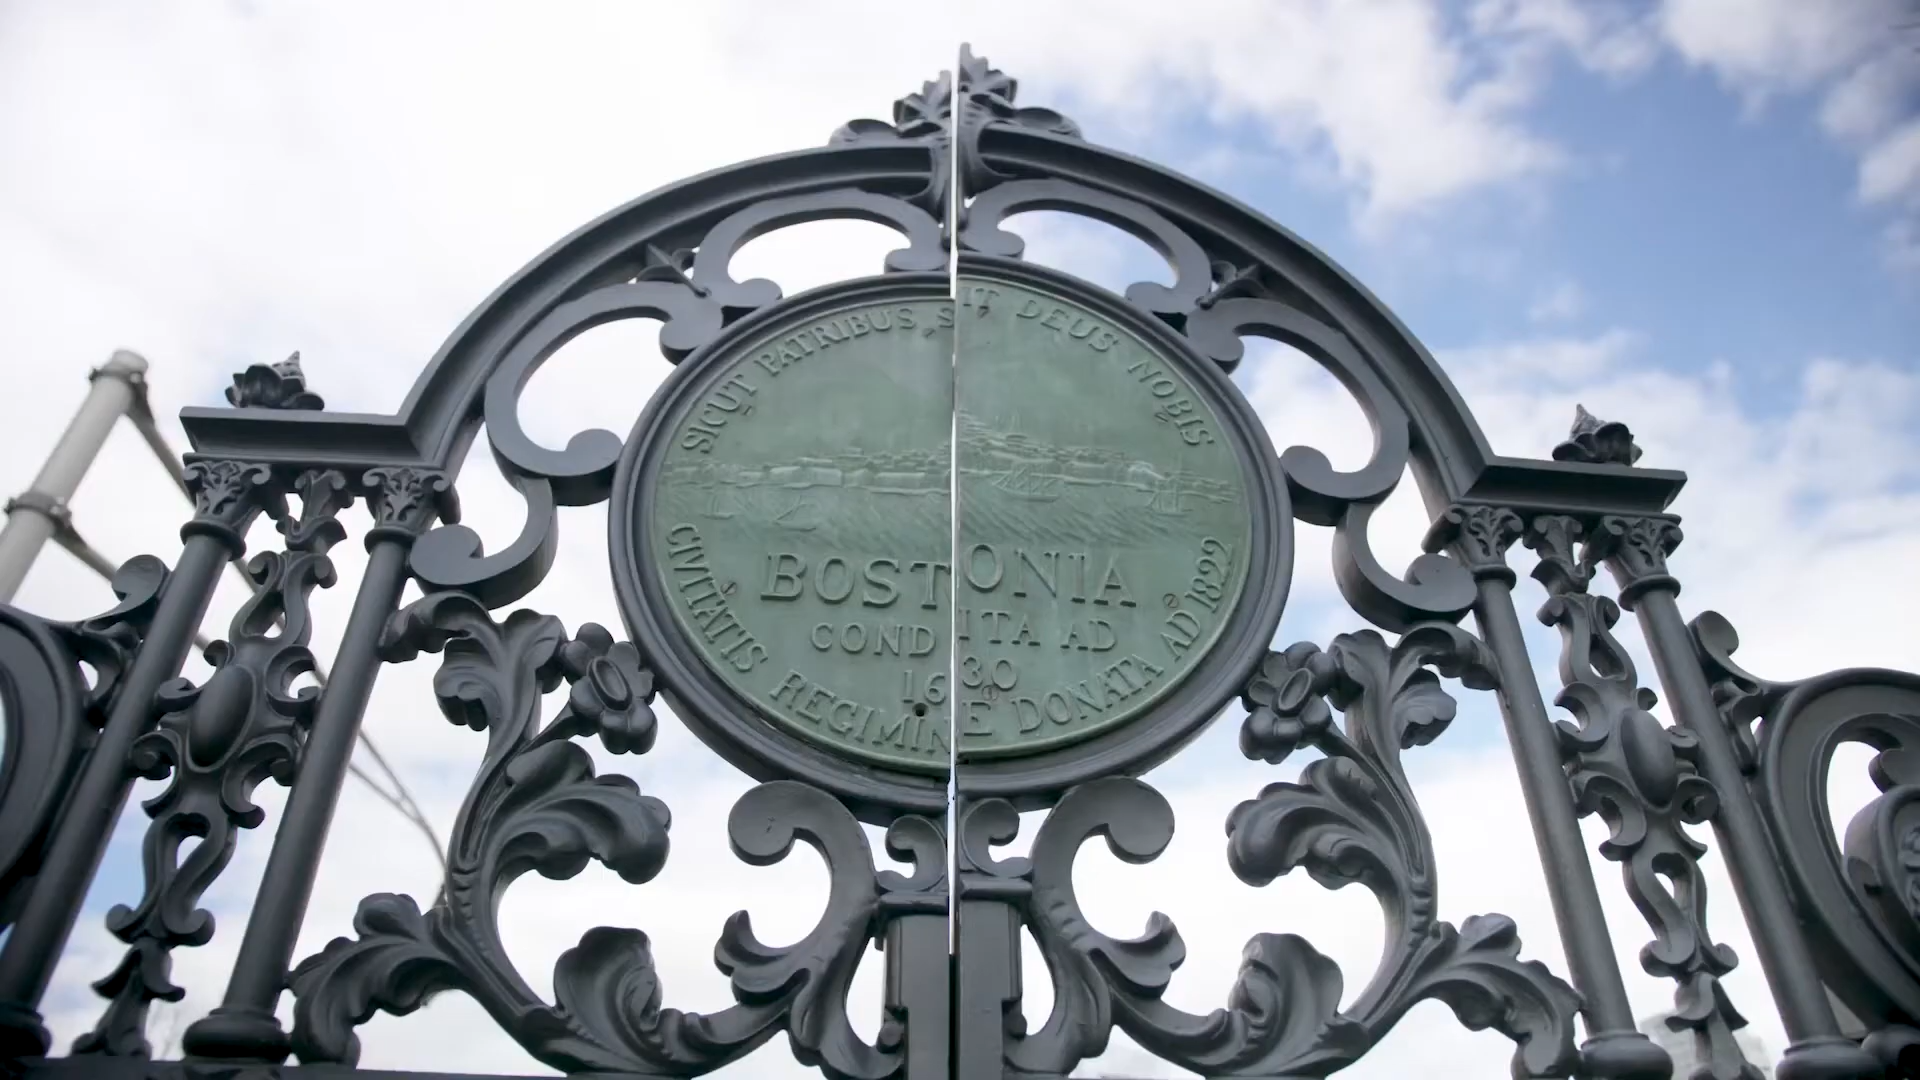 SICUT PATRIBUS SIT DEUS NOBIS
BOSTONIA
CONDITA AD
1630
CIVITATIS REGIMINE DONATA AD 1822